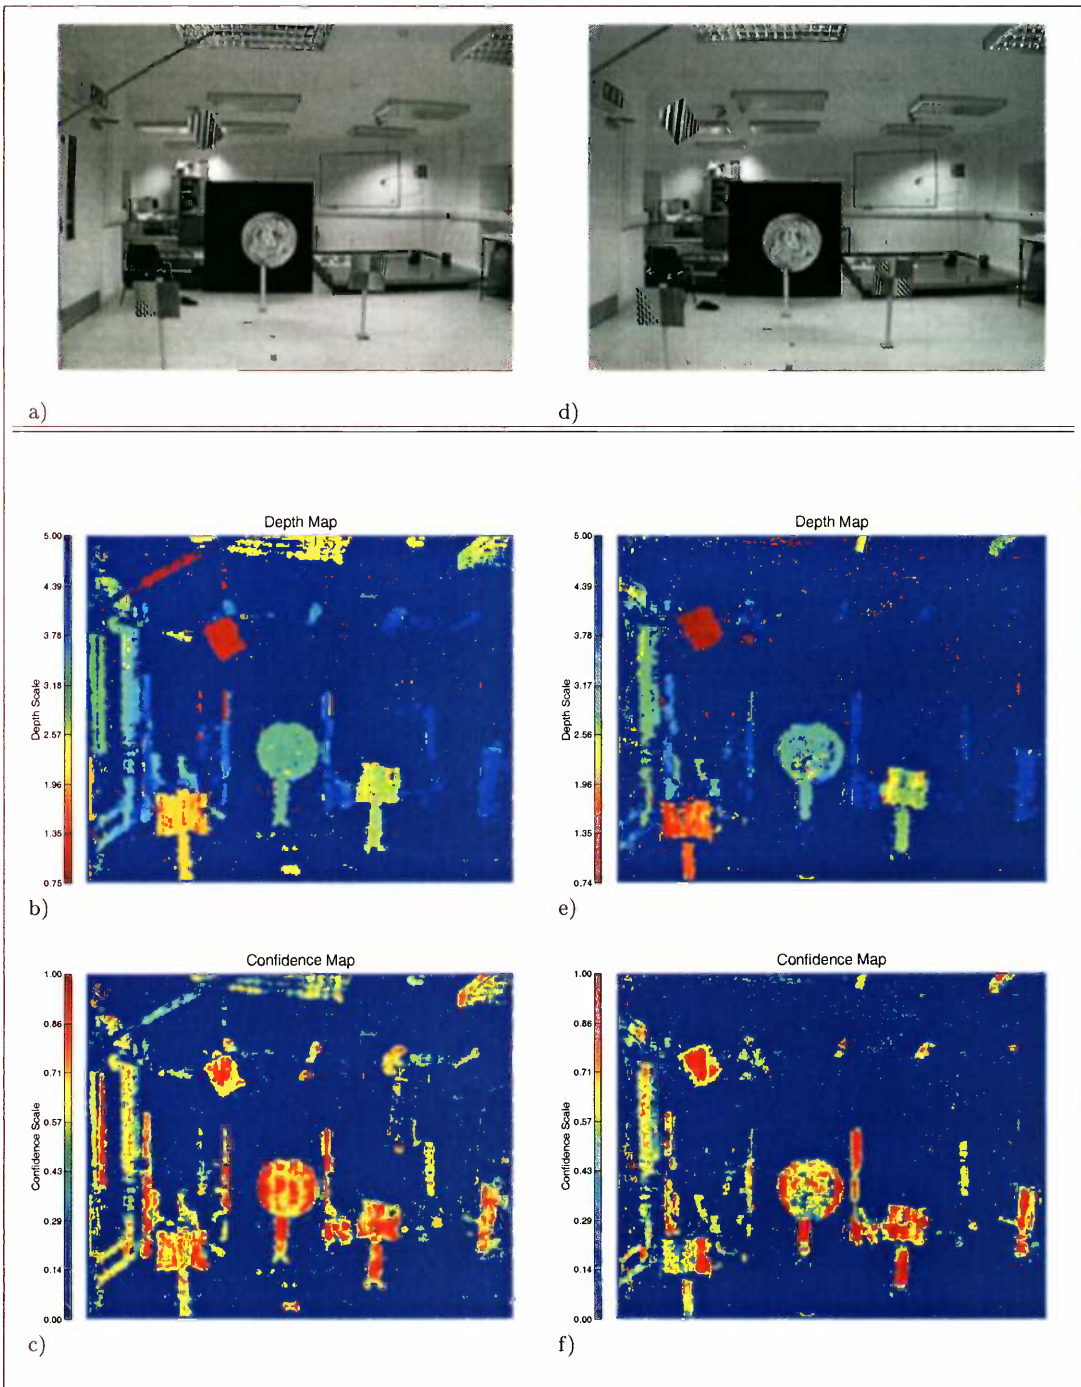 a)
d)
Depth Map
5.00
4.39
3.78
3.18
2.57
1.96
1.35
0.75
Depth Scale
b)
Depth Map
5.00
4.39
3.78
3.17
2.56
1.96
1.35
0.74
Depth Scale
e)
Confidence Map
1.00
0.86
0.71
0.57
0.43
0.29
0.14
0.00
Confidence Scale
c)
Confidence Map
1.00
0.86
0.71
0.57
0.43
0.29
0.14
0.00
Confidence Scale
f)